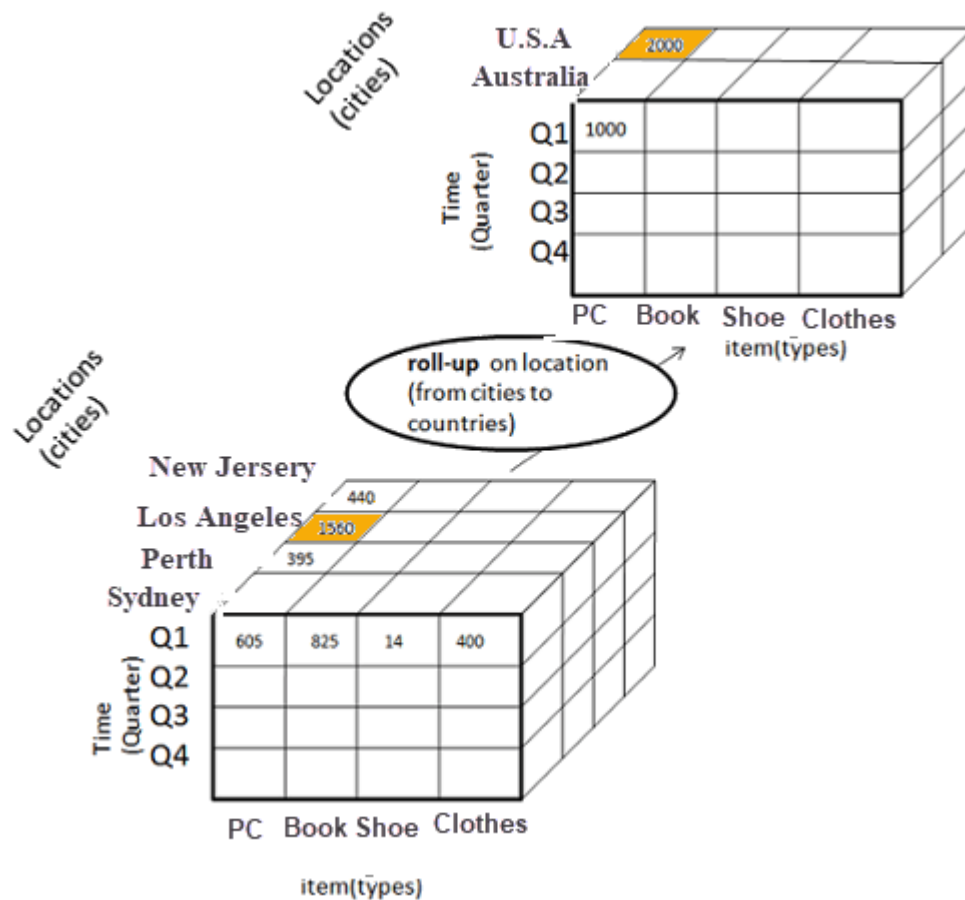 Locations
(cities)
U.S.A
Australia
2000
Time
(Quarter)
Q1
Q2
Q3
Q4
1000
PC Book Shoe Clothes
item(types)
roll-up on location
(from cities to
countries)
Locations
(cities)
New Jersery
Los Angeles
Perth
Sydney
440
1560
395
Time
(Quarter)
Q1
Q2
Q3
Q4
605 825 14 400
PC Book Shoe Clothes
item(types)